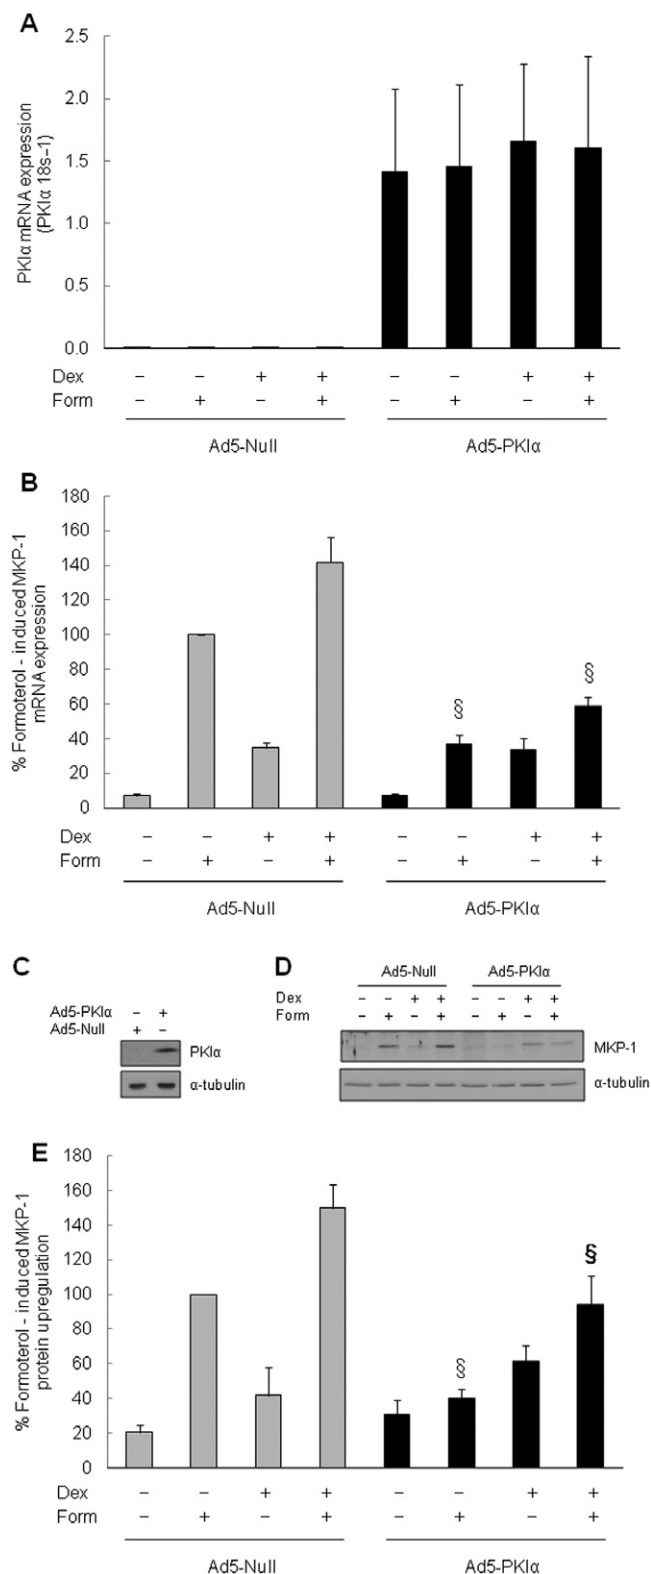 A
PKIα mRNA expression
(PKIα 18s–1)
2.5
2.0
1.5
1.0
0.5
0.0
Dex – – + + – – + +
Form – + – + – + – +
Ad5-Null Ad5-PKIα
B
% Formoterol - induced MKP-1
mRNA expression
180
160
140
120
100
80
60
40
20
0
§ §
Dex – – + + – – + +
Form – + – + – + – +
Ad5-Null Ad5-PKIα
C
Ad5-PKIα – +
Ad5-Null + –
PKIα
α-tubulin
D
Ad5-Null Ad5-PKIα
Dex – – + + – – + +
Form – + – + – + – +
MKP-1
α-tubulin
E
% Formoterol - induced MKP-1
protein upregulation
180
160
140
120
100
80
60
40
20
0
§ §
Dex – – + + – – + +
Form – + – + – + – +
Ad5-Null Ad5-PKIα